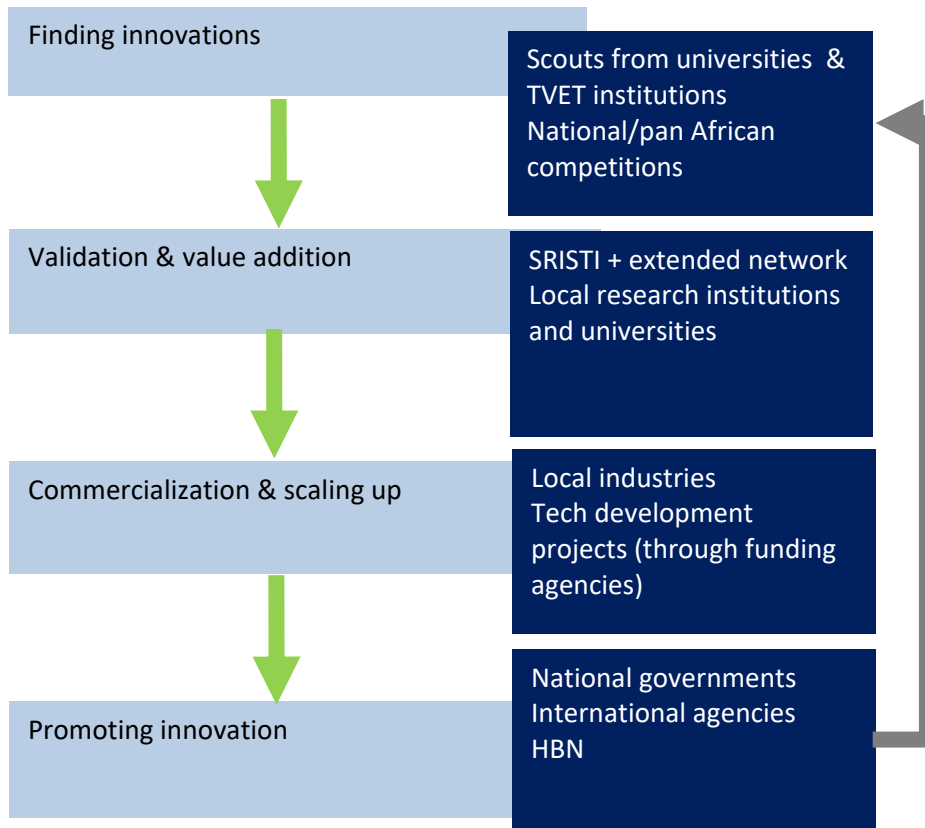 Finding innovations
Scouts from universities &
TVET institutions
National/pan African
competitions
Validation & value addition
SRISTI + extended network
Local research institutions
and universities
Commercialization & scaling up
Local industries
Tech development
projects (through funding
agencies)
Promoting innovation
National governments
International agencies
HBN